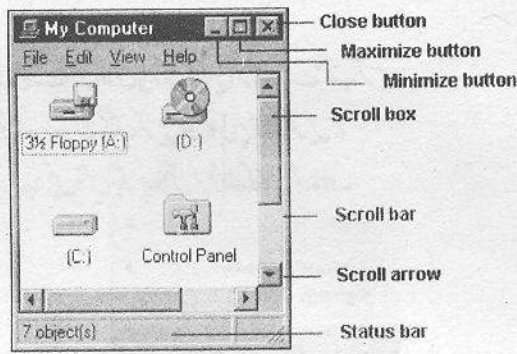 My Computer
Close button
Maximize button
File Edit View Help
Minimize button
Scroll box
3½ Floppy (A:) (D:)
Scroll bar
(C:) Control Panel
Scroll arrow
7 object(s)
Status bar